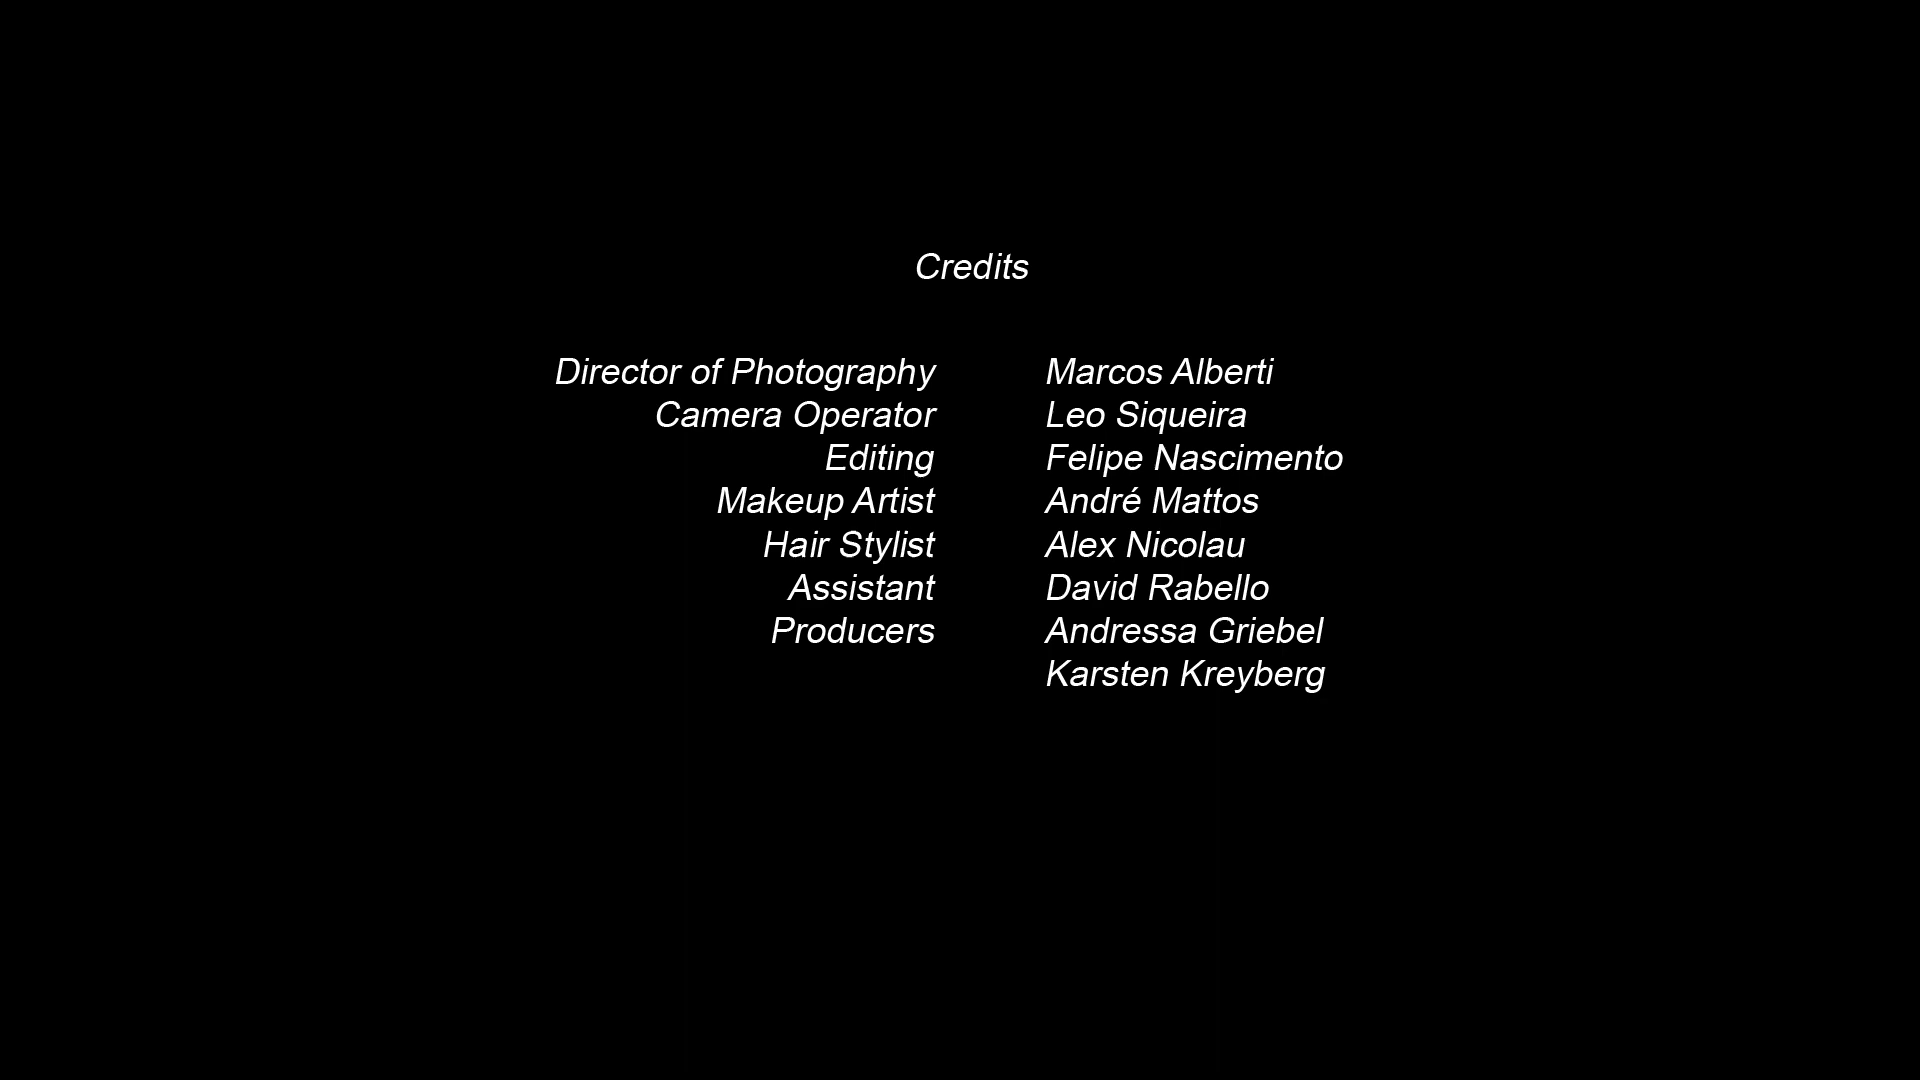 Credits
Director of Photography Marcos Alberti
Camera Operator Leo Siqueira
Editing Felipe Nascimento
Makeup Artist André Mattos
Hair Stylist Alex Nicolau
Assistant David Rabello
Producers Andressa Griebel
Karsten Kreyberg